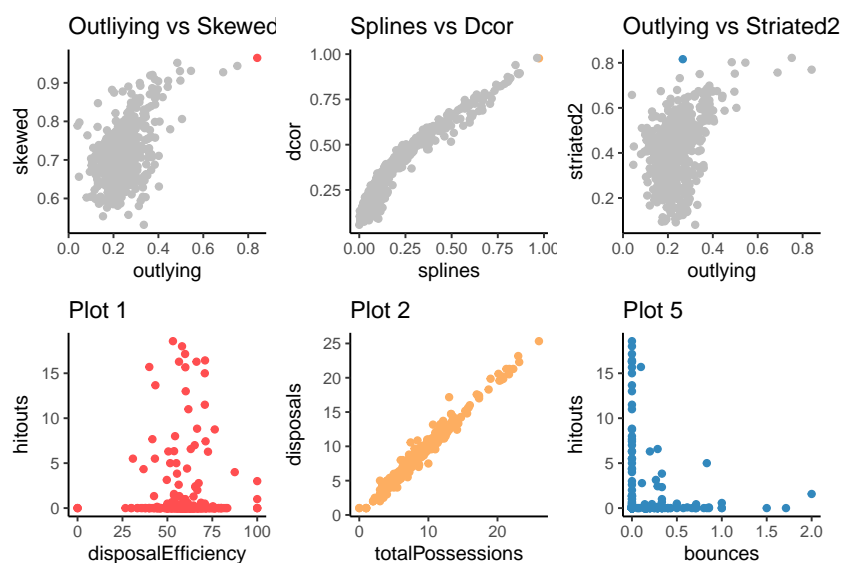 Outliying vs Skewed
0.9
0.8
0.7
0.6
skewed
0.0 0.2 0.4 0.6 0.8
outlying
Splines vs Dcor
1.00
0.75
0.50
0.25
dcor
0.00 0.25 0.50 0.75 1.00
splines
Outlying vs Striated2
0.8
0.6
0.4
0.2
striated2
0.0 0.2 0.4 0.6 0.8
outlying
Plot 1
15
10
5
0
hitouts
0 25 50 75 100
disposalEfficiency
Plot 2
25
20
15
10
5
0
disposals
0 10 20
totalPossessions
Plot 5
15
10
5
0
hitouts
0.0 0.5 1.0 1.5 2.0
bounces